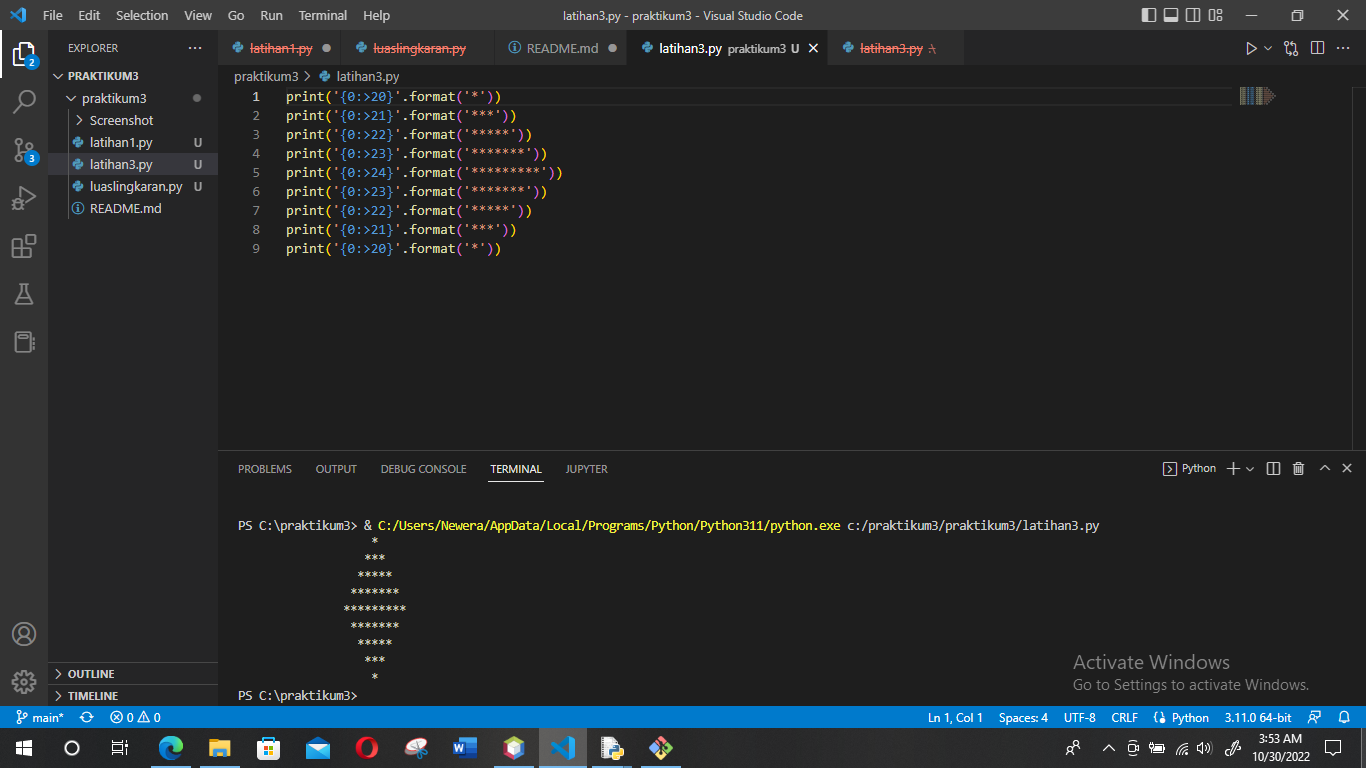 File Edit Selection View Go Run Terminal Help latihan3.py - praktikum3 - Visual Studio Code
EXPLORER ··· latihan1.py luaslingkaran.py README.md latihan3.py praktikum3 U latihan3.py
PRAKTIKUM3
praktikum3 > latihan3.py
praktikum3
Screenshot
latihan1.py U
latihan3.py U
luaslingkaran.py U
README.md
1 print('{0:>20}'.format('*'))
2 print('{0:>21}'.format('***'))
3 print('{0:>22}'.format('*****'))
4 print('{0:>23}'.format('*******'))
5 print('{0:>24}'.format('*********'))
6 print('{0:>23}'.format('*******'))
7 print('{0:>22}'.format('*****'))
8 print('{0:>21}'.format('***'))
9 print('{0:>20}'.format('*'))
2
3
PROBLEMS OUTPUT DEBUG CONSOLE TERMINAL JUPYTER Python
PS C:\praktikum3> & C:/Users/Newera/AppData/Local/Programs/Python/Python311/python.exe c:/praktikum3/praktikum3/latihan3.py
*
***
*****
*******
*********
*******
*****
***
*
PS C:\praktikum3>
OUTLINE
TIMELINE
Activate Windows
Go to Settings to activate Windows.
main* 0 0 Ln 1, Col 1 Spaces: 4 UTF-8 CRLF Python 3.11.0 64-bit
3:53 AM
10/30/2022